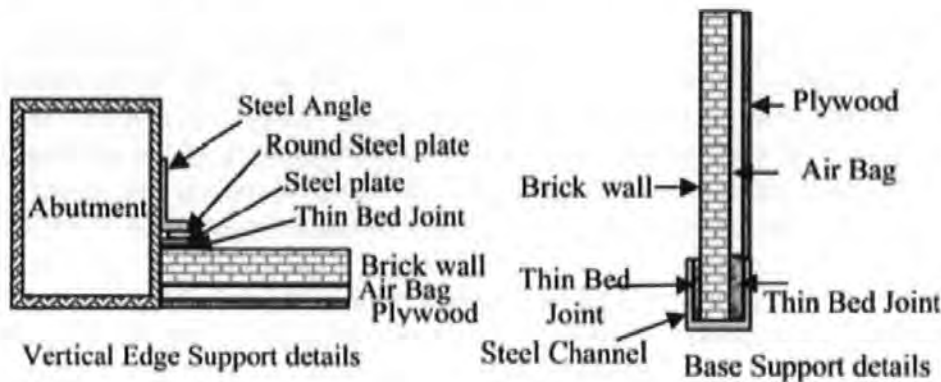 Steel Angle
Round Steel plate
Steel plate
Thin Bed Joint
Abutment
Brick wall
Air Bag
Plywood
Vertical Edge Support details
Plywood
Air Bag
Brick wall
Thin Bed
Joint
Thin Bed Joint
Steel Channel
Base Support details